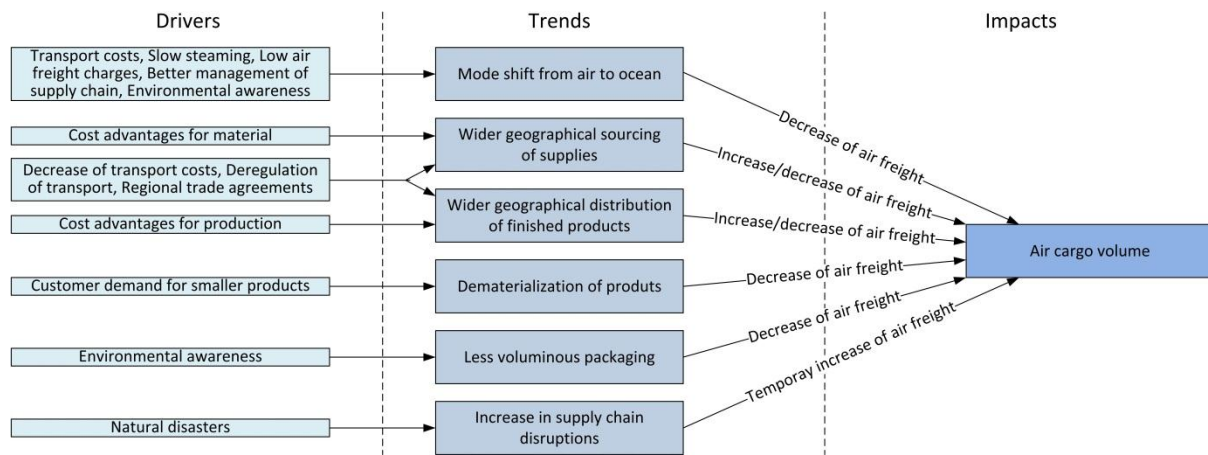 Drivers
Trends
Impacts
Transport costs, Slow steaming, Low air
freight charges, Better management of
supply chain, Environmental awareness
Mode shift from air to ocean
Decrease of air freight
Cost advantages for material
Wider geographical sourcing
of supplies
Increase/decrease of air freight
Decrease of transport costs, Deregulation
of transport, Regional trade agreements
Wider geographical distribution
of finished products
Increase/decrease of air freight
Cost advantages for production
Air cargo volume
Customer demand for smaller products
Dematerialization of produts
Decrease of air freight
Environmental awareness
Less voluminous packaging
Decrease of air freight
Natural disasters
Increase in supply chain
disruptions
Temporay increase of air freight